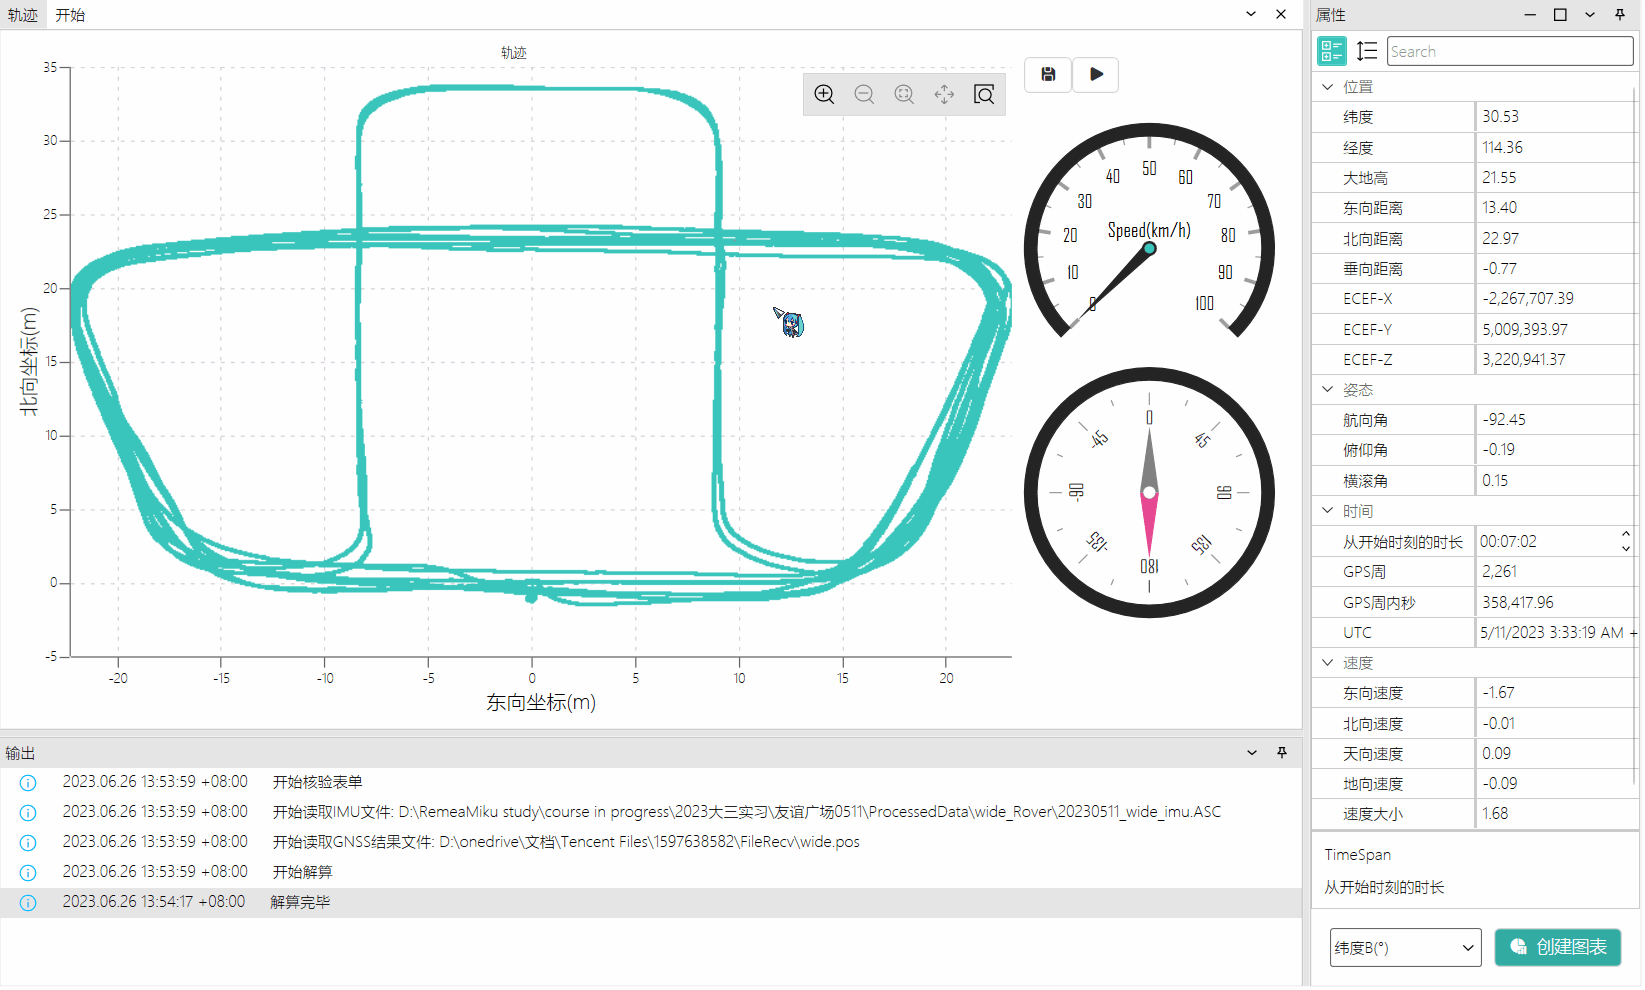 轨迹 开始
轨迹
35
30
25
20
15
10
5
0
-5
北向坐标(m)
-20 -15 -10 -5 0 5 10 15 20
东向坐标(m)
0 10 20 30 40 50 60 70 80 90 100
Speed(km/h)
0 45 90 135 180 -135 -90 -45
输出
2023.06.26 13:53:59 +08:00 开始核验表单
2023.06.26 13:53:59 +08:00 开始读取IMU文件: D:\RemeaMiku study\course in progress\2023大三实习\友谊广场0511\ProcessedData\wide_Rover\20230511_wide_imu.ASC
2023.06.26 13:53:59 +08:00 开始读取GNSS结果文件: D:\onedrive\文档\Tencent Files\1597638582\FileRecv\wide.pos
2023.06.26 13:53:59 +08:00 开始解算
2023.06.26 13:54:17 +08:00 解算完毕
属性
Search
位置
纬度 30.53
经度 114.36
大地高 21.55
东向距离 13.40
北向距离 22.97
垂向距离 -0.77
ECEF-X -2,267,707.39
ECEF-Y 5,009,393.97
ECEF-Z 3,220,941.37
姿态
航向角 -92.45
俯仰角 -0.19
横滚角 0.15
时间
从开始时刻的时长 00:07:02
GPS周 2,261
GPS周内秒 358,417.96
UTC 5/11/2023 3:33:19 AM +
速度
东向速度 -1.67
北向速度 -0.01
天向速度 0.09
地向速度 -0.09
速度大小 1.68
TimeSpan
从开始时刻的时长
纬度B(°) 创建图表